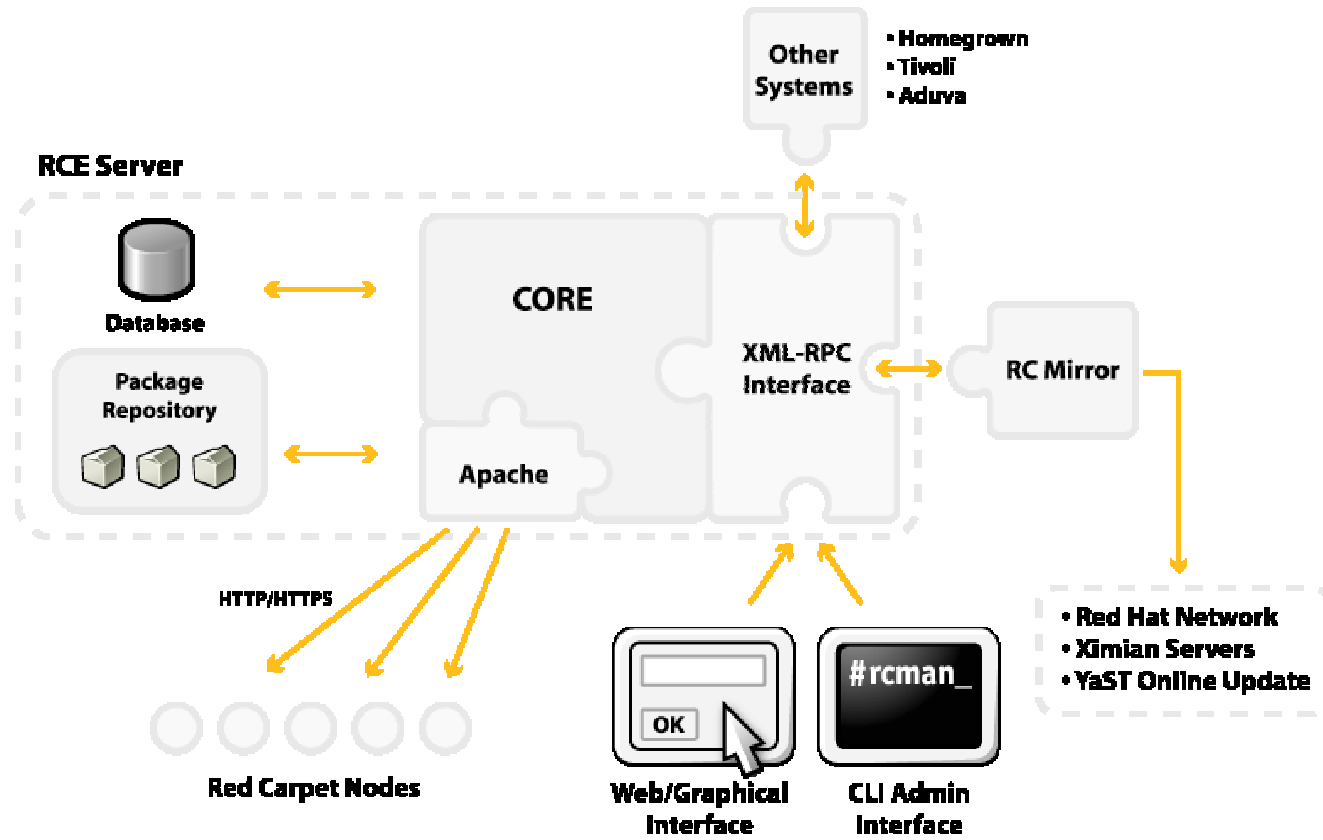 Other
Systems
• Homegrown
• Tivoli
• Aduva
RCE Server
Database
Package
Repository
CORE
Apache
XML-RPC
Interface
RC Mirror
HTTP/HTTPS
Red Carpet Nodes
OK
Web/Graphical
Interface
#rcman_
CLI Admin
Interface
• Red Hat Network
• Ximian Servers
• YaST Online Update